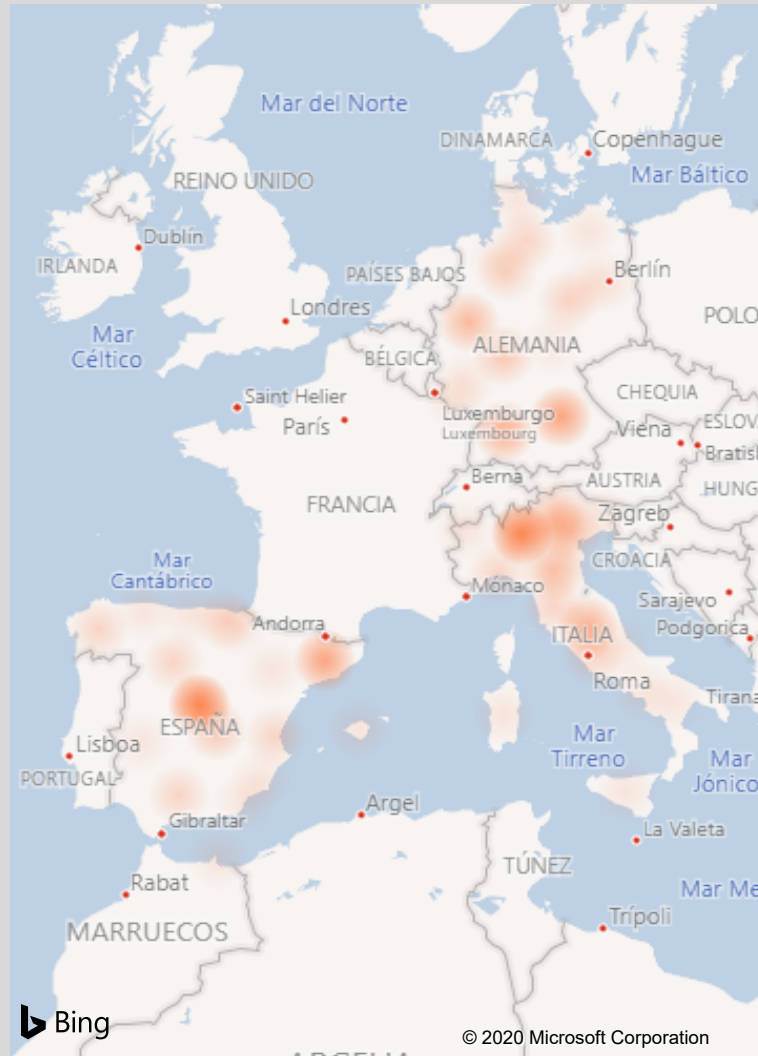 Mar del Norte
DINAMARCA
Copenhague
Mar Báltico
REINO UNIDO
Dublín
IRLANDA
PAÍSES BAJOS
Berlín
Londres
POLO
Mar
Céltico
ALEMANIA
BÉLGICA
CHEQUIA
Saint Helier
París
Luxemburgo
Luxembourg
ESLOV
Viena
Bratisl
Berna
AUSTRIA
HUNG
FRANCIA
Zagreb
Mar
Cantábrico
CROACIA
Mónaco
Sarajevo
Andorra
ITALIA
Podgorica
Roma
Tirana
ESPAÑA
Lisboa
Mar
Tirreno
Mar
Jónico
PORTUGAL
Argel
Gibraltar
La Valeta
TÚNEZ
Rabat
Mar Me
Trípoli
MARRUECOS
Bing
© 2020 Microsoft Corporation